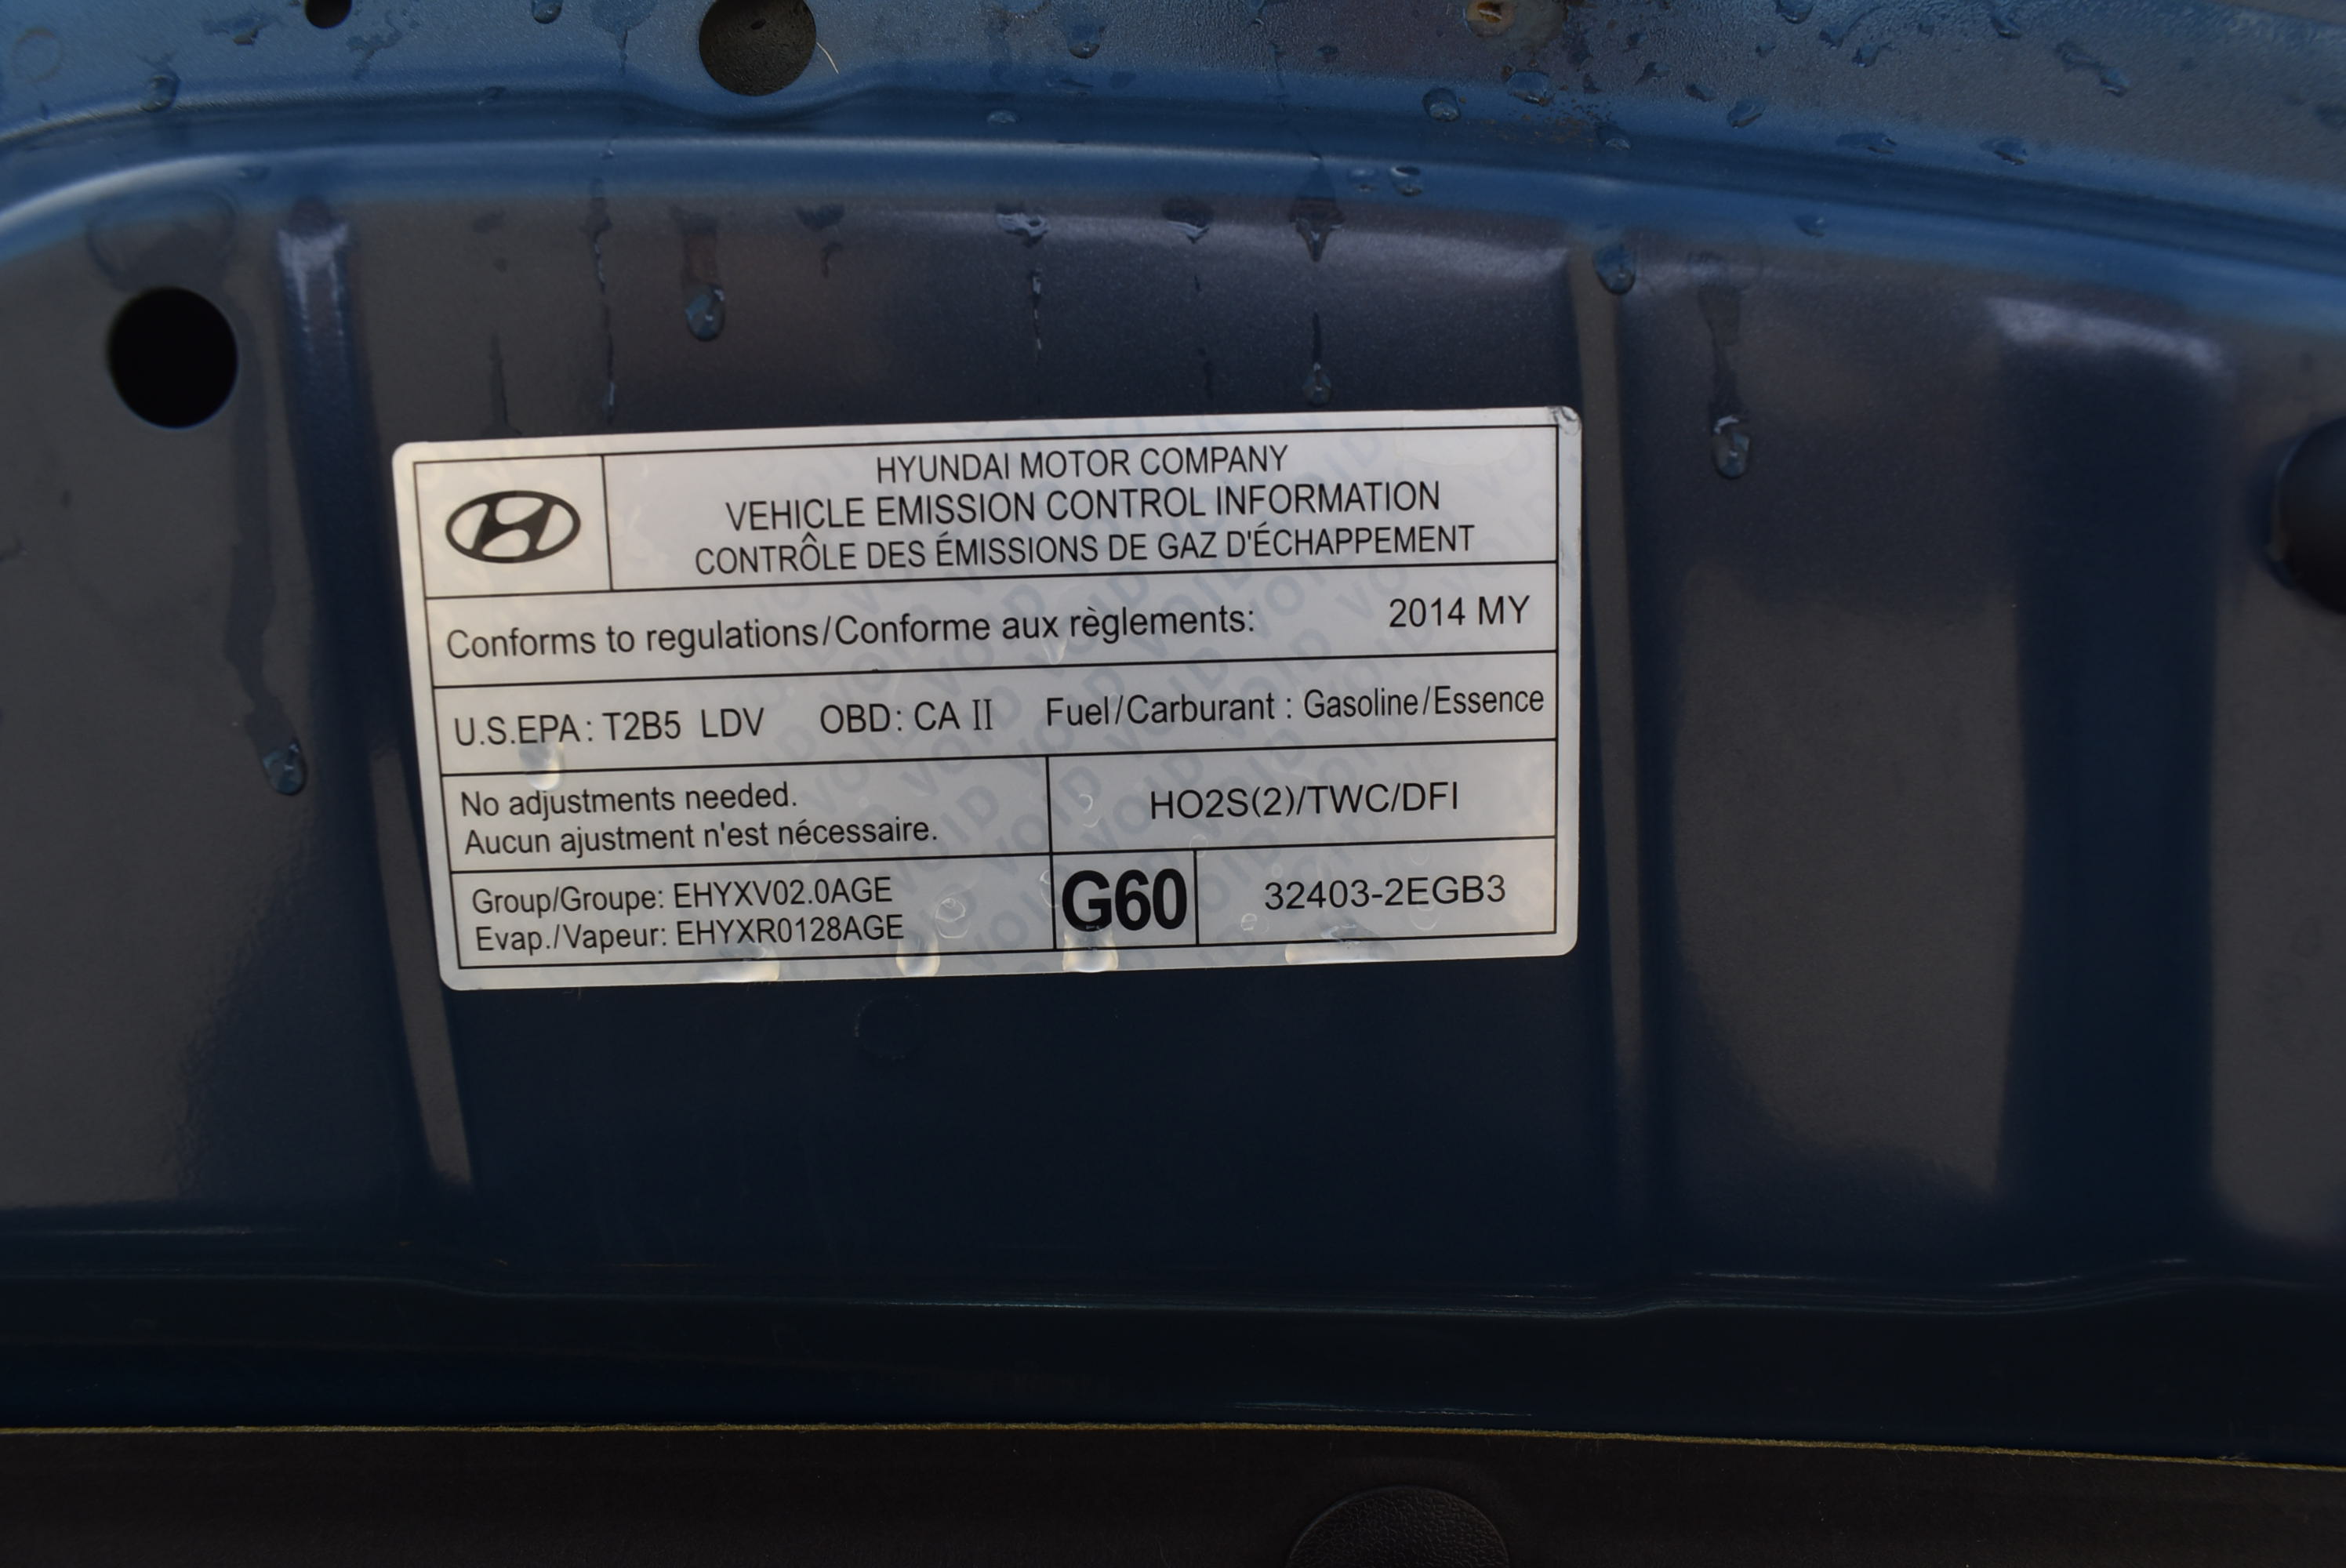 HYUNDAI MOTOR COMPANY
VEHICLE EMISSION CONTROL INFORMATION
CONTRÔLE DES ÉMISSIONS DE GAZ D'ÉCHAPPEMENT
Conforms to regulations/Conforme aux règlements: 2014 MY
U.S.EPA: T2B5 LDV OBD: CA II Fuel/Carburant : Gasoline/Essence
No adjustments needed.
Aucun ajustment n'est nécessaire.
HO2S(2)/TWC/DFI
Group/Groupe: EHYXV02.0AGE
Evap./Vapeur: EHYXR0128AGE
G60
32403-2EGB3